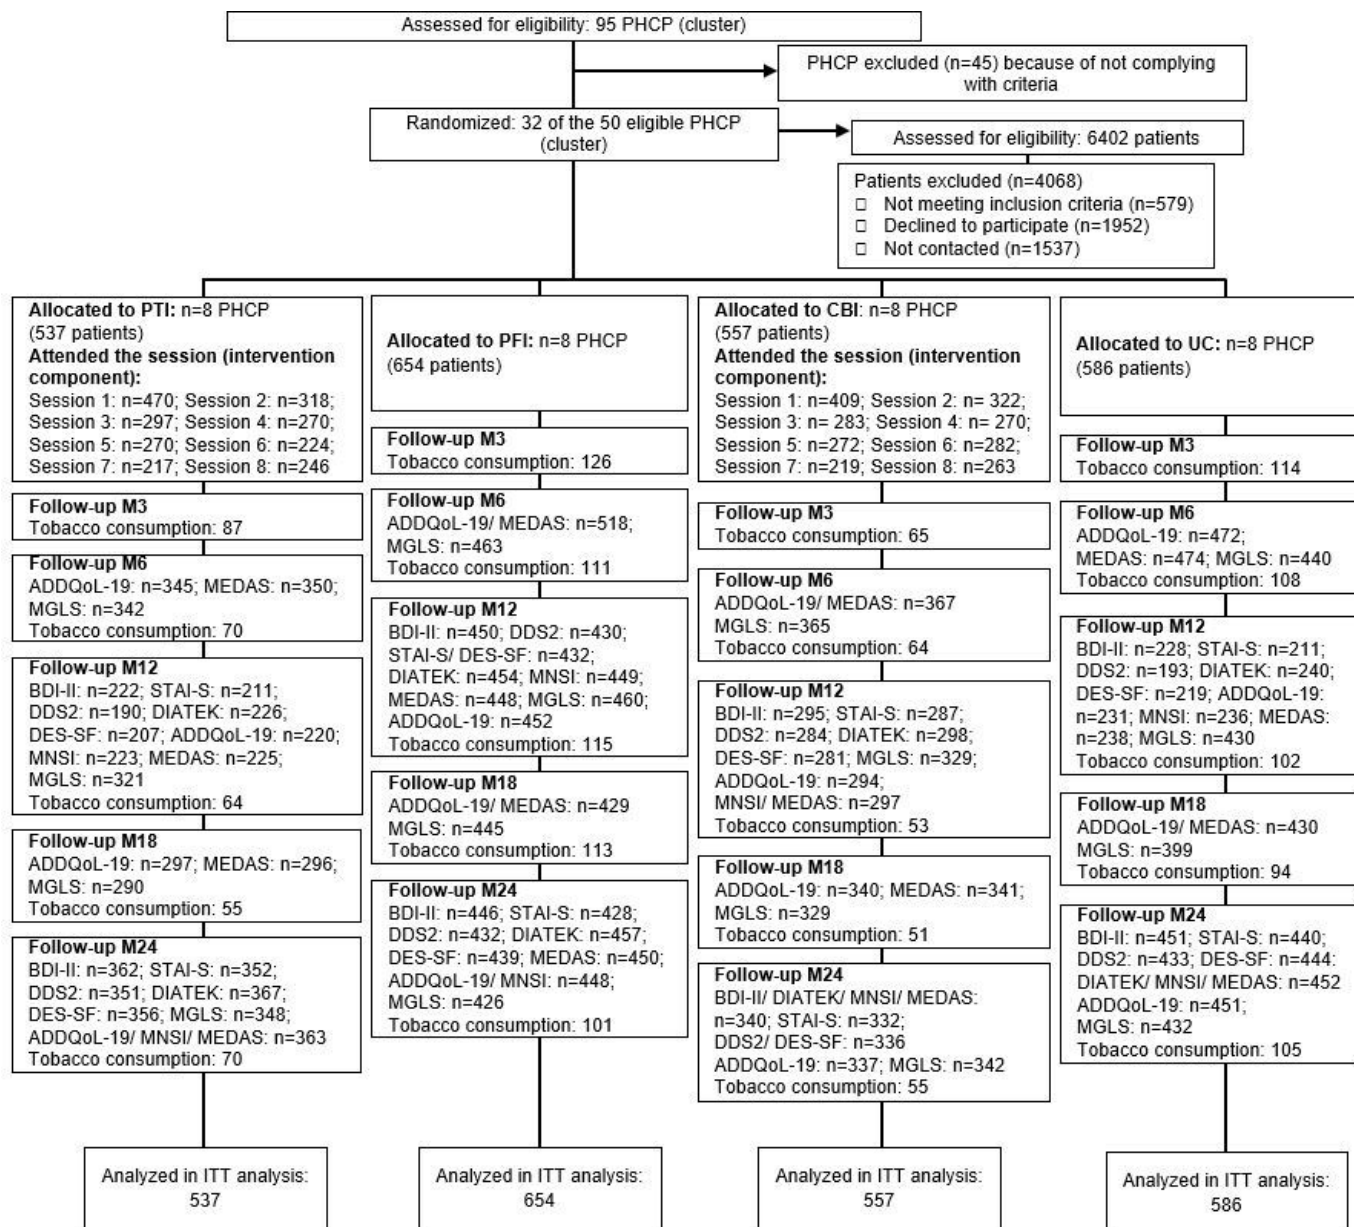 Assessed for eligibility: 95 PHCP (cluster)
PHCP excluded (n=45) because of not complying
with criteria
Randomized: 32 of the 50 eligible PHCP
(cluster)
Assessed for eligibility: 6402 patients
Patients excluded (n=4068)
□ Not meeting inclusion criteria (n=579)
□ Declined to participate (n=1952)
□ Not contacted (n=1537)
Allocated to PTI: n=8 PHCP
(537 patients)
Attended the session (intervention
component):
Session 1: n=470; Session 2: n=318;
Session 3: n=297; Session 4: n=270;
Session 5: n=270; Session 6: n=224;
Session 7: n=217; Session 8: n=246
Follow-up M3
Tobacco consumption: 87
Follow-up M6
ADDQoL-19: n=345; MEDAS: n=350;
MGLS: n=342
Tobacco consumption: 70
Follow-up M12
BDI-II: n=222; STAI-S: n=211;
DDS2: n=190; DIATEK: n=226;
DES-SF: n=207; ADDQoL-19: n=220;
MNSI: n=223; MEDAS: n=225;
MGLS: n=321
Tobacco consumption: 64
Follow-up M18
ADDQoL-19: n=297; MEDAS: n=296;
MGLS: n=290
Tobacco consumption: 55
Follow-up M24
BDI-II: n=362; STAI-S: n=352;
DDS2: n=351; DIATEK: n=367;
DES-SF: n=356; MGLS: n=348;
ADDQoL-19/ MNSI/ MEDAS: n=363
Tobacco consumption: 70
Analyzed in ITT analysis:
537
Allocated to PFI: n=8 PHCP
(654 patients)
Follow-up M3
Tobacco consumption: 126
Follow-up M6
ADDQoL-19/ MEDAS: n=518;
MGLS: n=463
Tobacco consumption: 111
Follow-up M12
BDI-II: n=450; DDS2: n=430;
STAI-S/ DES-SF: n=432;
DIATEK: n=454; MNSI: n=449;
MEDAS: n=448; MGLS: n=460;
ADDQoL-19: n=452
Tobacco consumption: 115
Follow-up M18
ADDQoL-19/ MEDAS: n=429
MGLS: n=445
Tobacco consumption: 113
Follow-up M24
BDI-II: n=446; STAI-S: n=428;
DDS2: n=432; DIATEK: n=457;
DES-SF: n=439; MEDAS: n=450;
ADDQoL-19/ MNSI: n=448;
MGLS: n=426
Tobacco consumption: 101
Analyzed in ITT analysis:
654
Allocated to CBI: n=8 PHCP
(557 patients)
Attended the session (intervention
component):
Session 1: n=409; Session 2: n= 322;
Session 3: n= 283; Session 4: n= 270;
Session 5: n=272; Session 6: n=282;
Session 7: n=219; Session 8: n=263
Follow-up M3
Tobacco consumption: 65
Follow-up M6
ADDQoL-19/ MEDAS: n=367
MGLS: n=365
Tobacco consumption: 64
Follow-up M12
BDI-II: n=295; STAI-S: n=287;
DDS2: n=284; DIATEK: n=298;
DES-SF: n=281; MGLS: n=329;
ADDQoL-19: n=294;
MNSI/ MEDAS: n=297
Tobacco consumption: 53
Follow-up M18
ADDQoL-19: n=340; MEDAS: n=341;
MGLS: n=329
Tobacco consumption: 51
Follow-up M24
BDI-II/ DIATEK/ MNSI/ MEDAS:
n=340; STAI-S: n=332;
DDS2/ DES-SF: n=336
ADDQoL-19: n=337; MGLS: n=342
Tobacco consumption: 55
Analyzed in ITT analysis:
557
Allocated to UC: n=8 PHCP
(586 patients)
Follow-up M3
Tobacco consumption: 114
Follow-up M6
ADDQoL-19: n=472;
MEDAS: n=474; MGLS: n=440
Tobacco consumption: 108
Follow-up M12
BDI-II: n=228; STAI-S: n=211;
DDS2: n=193; DIATEK: n=240;
DES-SF: n=219; ADDQoL-19:
n=231; MNSI: n=236; MEDAS:
n=238; MGLS: n=430
Tobacco consumption: 102
Follow-up M18
ADDQoL-19/ MEDAS: n=430
MGLS: n=399
Tobacco consumption: 94
Follow-up M24
BDI-II: n=451; STAI-S: n=440;
DDS2: n=433; DES-SF: n=444;
DIATEK/ MNSI/ MEDAS: n=452
ADDQoL-19: n=451;
MGLS: n=432
Tobacco consumption: 105
Analyzed in ITT analysis:
586